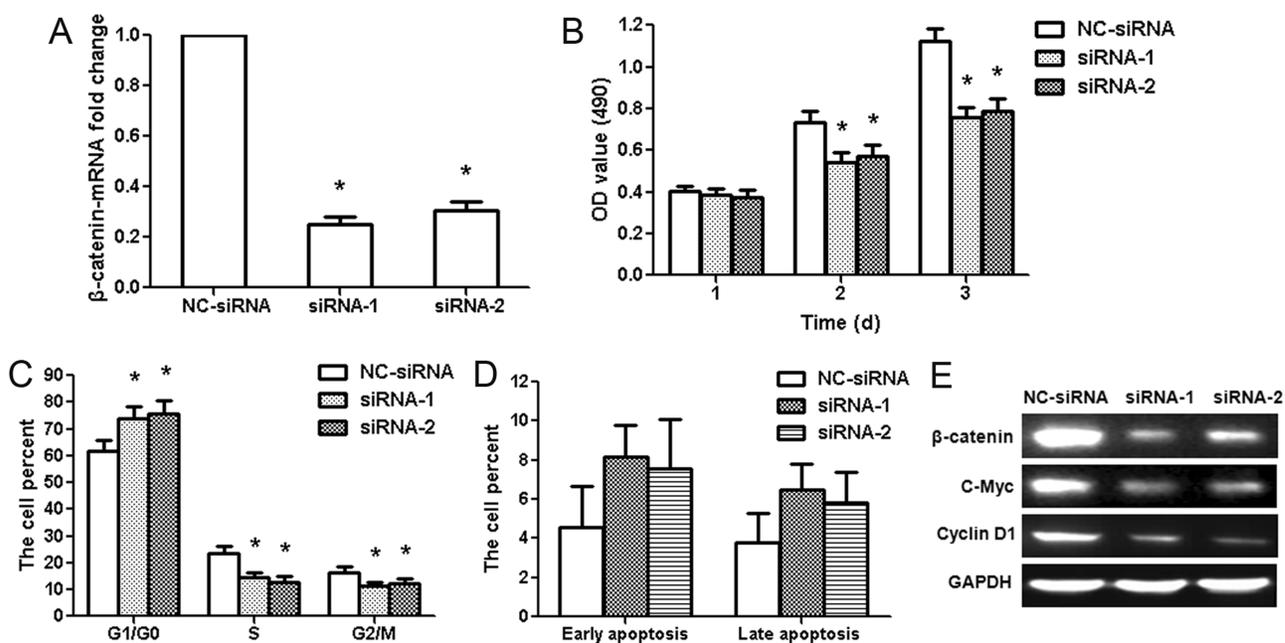 A
β-catenin-mRNA fold change
1.0
0.8
0.6
0.4
0.2
0.0
*
*
NC-siRNA siRNA-1 siRNA-2
B
OD value (490)
1.2
1.0
0.8
0.6
0.4
0.2
0.0
*
*
*
*
1 2 3
Time (d)
NC-siRNA
siRNA-1
siRNA-2
C
The cell percent
90
80
70
60
50
40
30
20
10
0
*
*
*
*
*
*
G1/G0 S G2/M
NC-siRNA
siRNA-1
siRNA-2
D
The cell percent
12
10
8
6
4
2
0
Early apoptosis Late apoptosis
NC-siRNA
siRNA-1
siRNA-2
E
NC-siRNA siRNA-1 siRNA-2
β-catenin
C-Myc
Cyclin D1
GAPDH